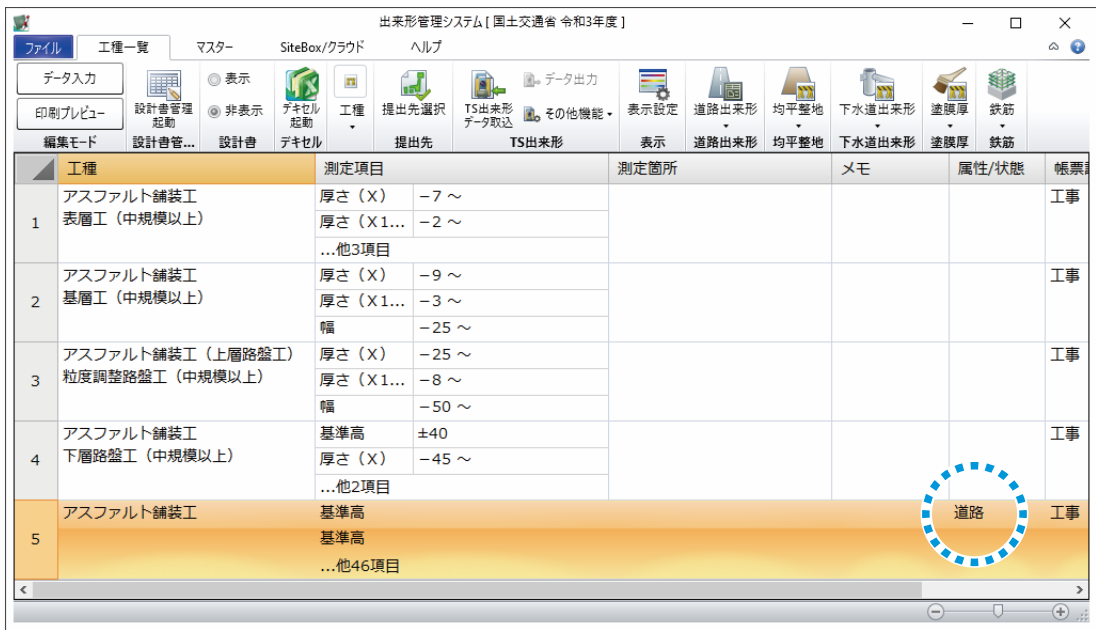 出来形管理システム [ 国土交通省 令和3年度 ]
ファイル 工種一覧 マスター SiteBox/クラウド ヘルプ
データ入力
印刷プレビュー
編集モード
設計書管理
起動
設計書管...
表示
非表示
設計書
デキセル
起動
デキセル
工種
提出先選択
提出先
TS出来形
データ取込
データ出力
その他機能
TS出来形
表示設定
表示
道路出来形
道路出来形
均平整地
均平整地
下水道出来形
下水道出来形
塗膜厚
塗膜厚
鉄筋
鉄筋
工種 測定項目 測定箇所 メモ 属性/状態
1
アスファルト舗装工
表層工（中規模以上）
厚さ（X） −7 ～
厚さ（X1... −2 ～
...他3項目
工事
2
アスファルト舗装工
基層工（中規模以上）
厚さ（X） −9 ～
厚さ（X1... −3 ～
幅 −25 ～
工事
3
アスファルト舗装工（上層路盤工）
粒度調整路盤工（中規模以上）
厚さ（X） −25 ～
厚さ（X1... −8 ～
幅 −50 ～
工事
4
アスファルト舗装工
下層路盤工（中規模以上）
基準高 ±40
厚さ（X） −45 ～
...他2項目
工事
5
アスファルト舗装工
基準高
基準高
...他46項目
道路
工事